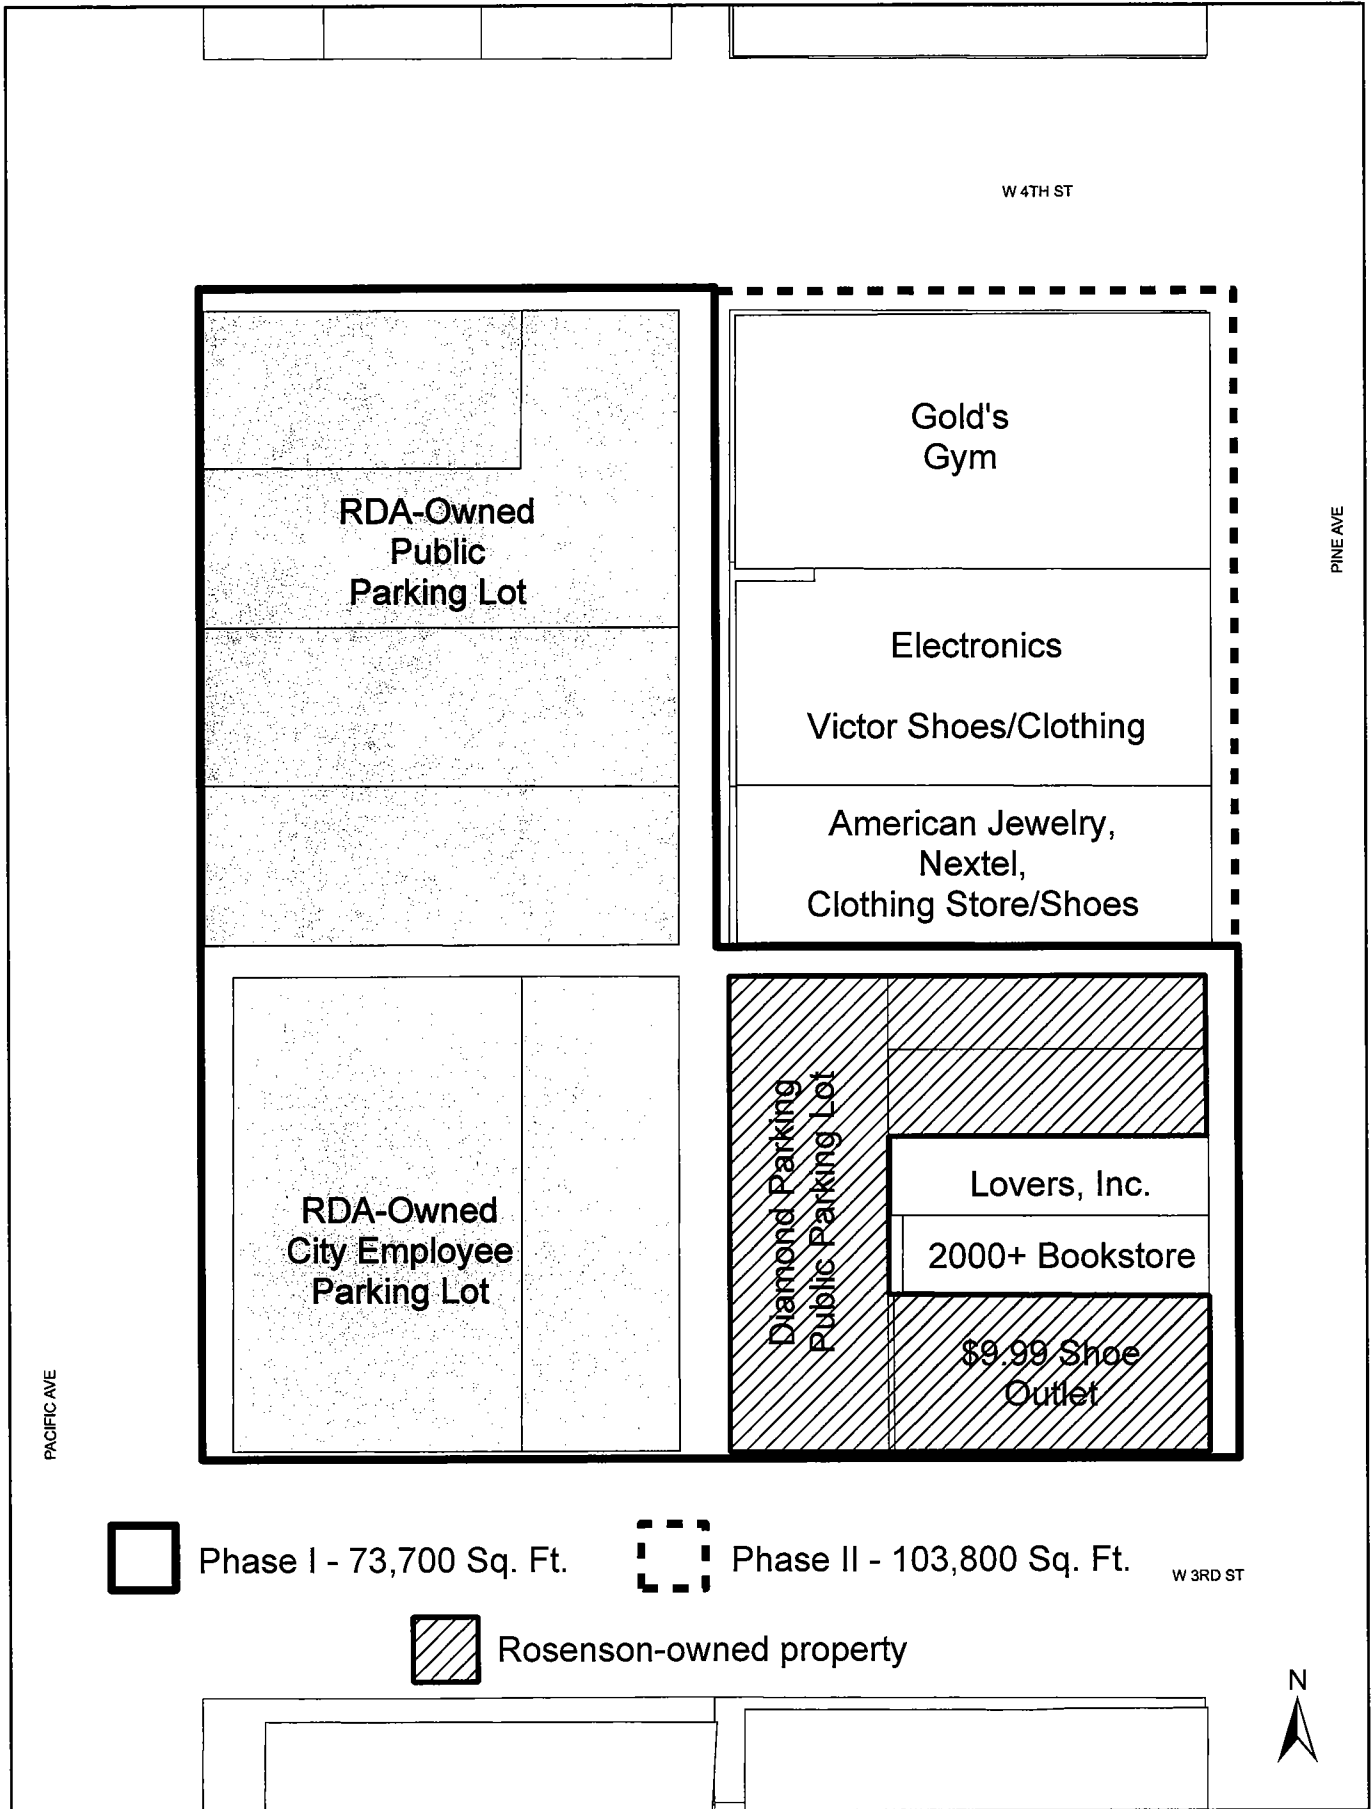 W 4TH ST
Gold's
Gym
RDA-Owned
Public
Parking Lot
PINE AVE
Electronics
Victor Shoes/Clothing
American Jewelry,
Nextel,
Clothing Store/Shoes
Diamond Parking
Public Parking Lot
Lovers, Inc.
RDA-Owned
City Employee
Parking Lot
2000+ Bookstore
$9.99 Shoe
Outlet
PACIFIC AVE
Phase I - 73,700 Sq. Ft.
Phase II - 103,800 Sq. Ft.
W 3RD ST
Rosenson-owned property
N